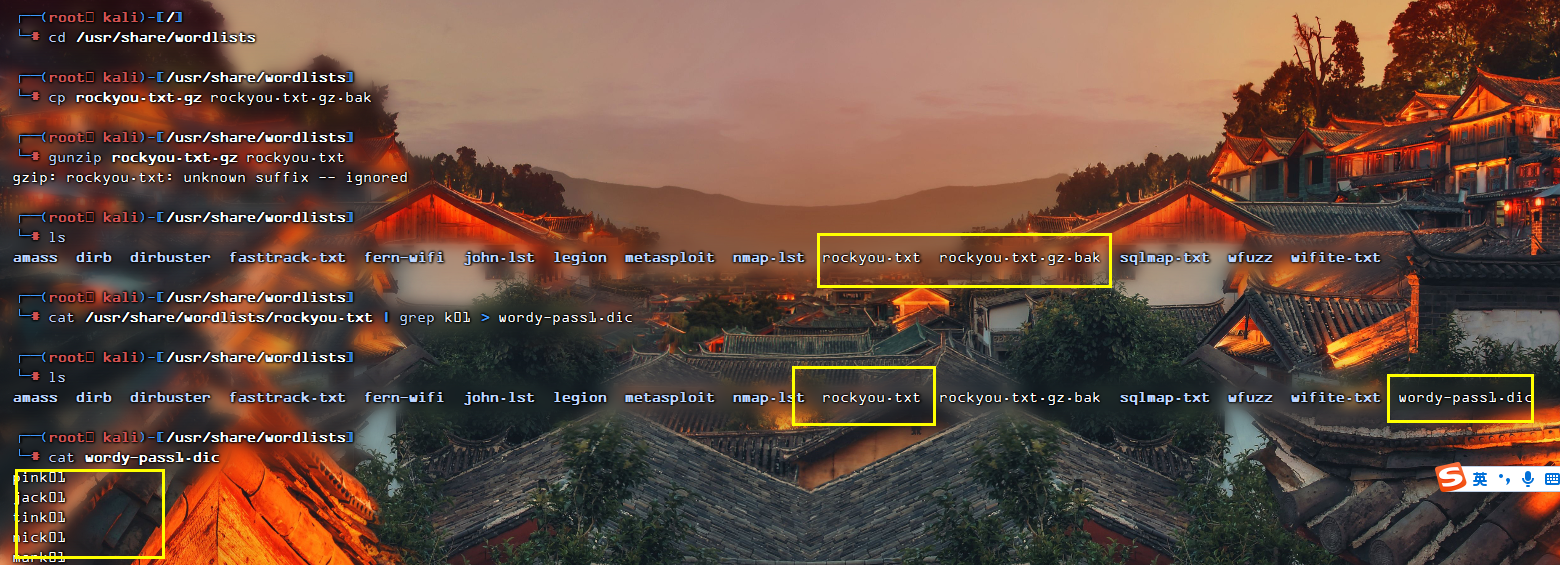 ┌──(root□ kali)-[/]
└─# cd /usr/share/wordlists
┌──(root□ kali)-[/usr/share/wordlists]
└─# cp rockyou.txt.gz rockyou.txt.gz.bak
┌──(root□ kali)-[/usr/share/wordlists]
└─# gunzip rockyou.txt.gz rockyou.txt
gzip: rockyou.txt: unknown suffix -- ignored
┌──(root□ kali)-[/usr/share/wordlists]
└─# ls
amass dirb dirbuster fasttrack.txt fern-wifi john.lst legion metasploit nmap.lst rockyou.txt rockyou.txt.gz.bak sqlmap.txt wfuzz wifite.txt
┌──(root□ kali)-[/usr/share/wordlists]
└─# cat /usr/share/wordlists/rockyou.txt | grep k01 > wordy-pass1.dic
┌──(root□ kali)-[/usr/share/wordlists]
└─# ls
amass dirb dirbuster fasttrack.txt fern-wifi john.lst legion metasploit nmap.lst rockyou.txt rockyou.txt.gz.bak sqlmap.txt wfuzz wifite.txt wordy-pass1.dic
┌──(root□ kali)-[/usr/share/wordlists]
└─# cat wordy-pass1.dic
pink01
jack01
tink01
nick01
mark01
英